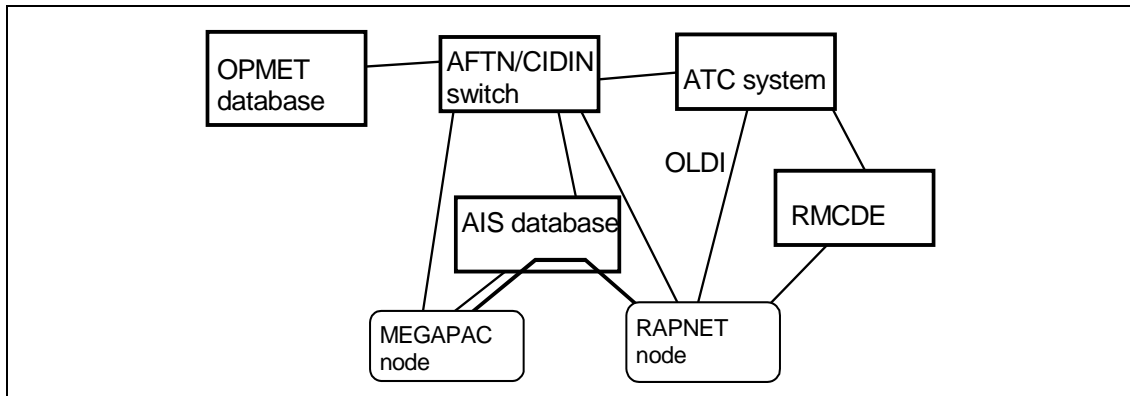 OPMET
database
AFTN/CIDIN
switch
ATC system
OLDI
RMCDE
AIS database
MEGAPAC
node
RAPNET
node